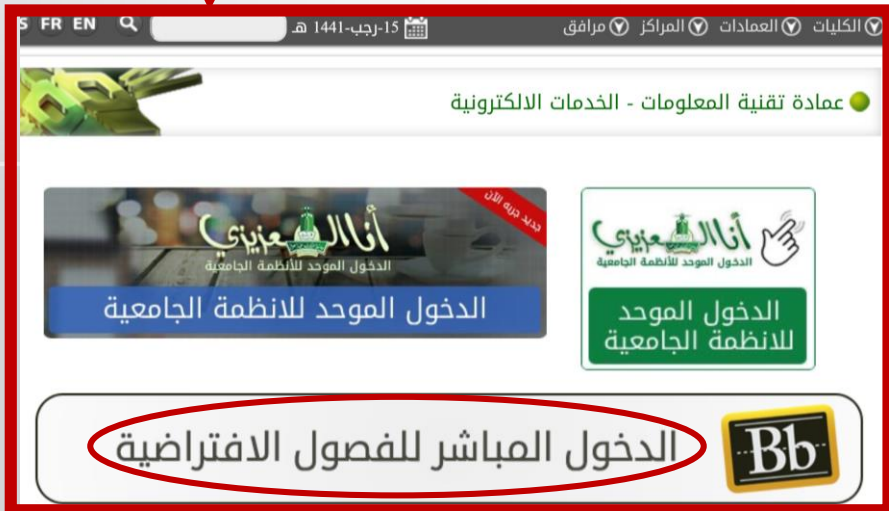 الكليات العمادات المراكز مرافق
15-رجب-1441 هـ
S FR EN
عمادة تقنية المعلومات - الخدمات الالكترونية
أنا العزيزي
الدخول الموحد للأنظمة الجامعية
الدخول الموحد
للانظمة الجامعية
جديد جربه الآن
أنا العزيزي
الدخول الموحد للأنظمة الجامعية
الدخول الموحد للانظمة الجامعية
Bb
الدخول المباشر للفصول الافتراضية